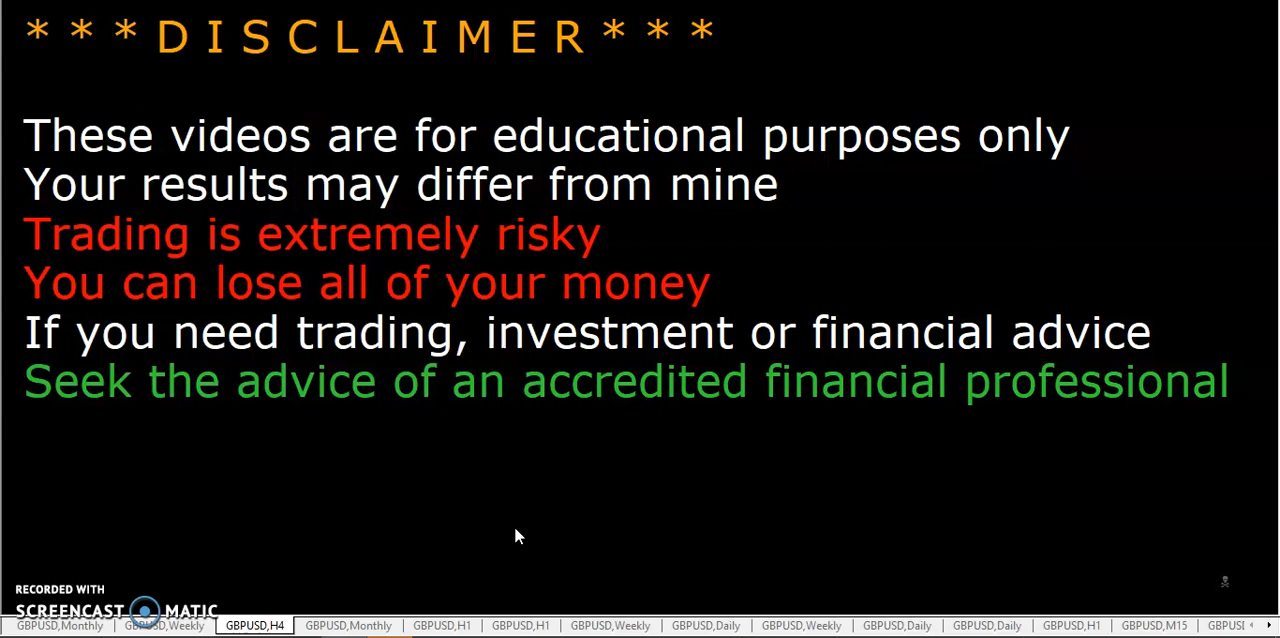 * * * D I S C L A I M E R * * *
These videos are for educational purposes only
Your results may differ from mine
Trading is extremely risky
You can lose all of your money
If you need trading, investment or financial advice
Seek the advice of an accredited financial professional
RECORDED WITH
SCREENCAST MATIC
GBPUSD,Monthly GBPUSD,Weekly GBPUSD,H4 GBPUSD,Monthly GBPUSD,H1 GBPUSD,H1 GBPUSD,Weekly GBPUSD,Daily GBPUSD,Weekly GBPUSD,Daily GBPUSD,Daily GBPUSD,H1 GBPUSD,M15